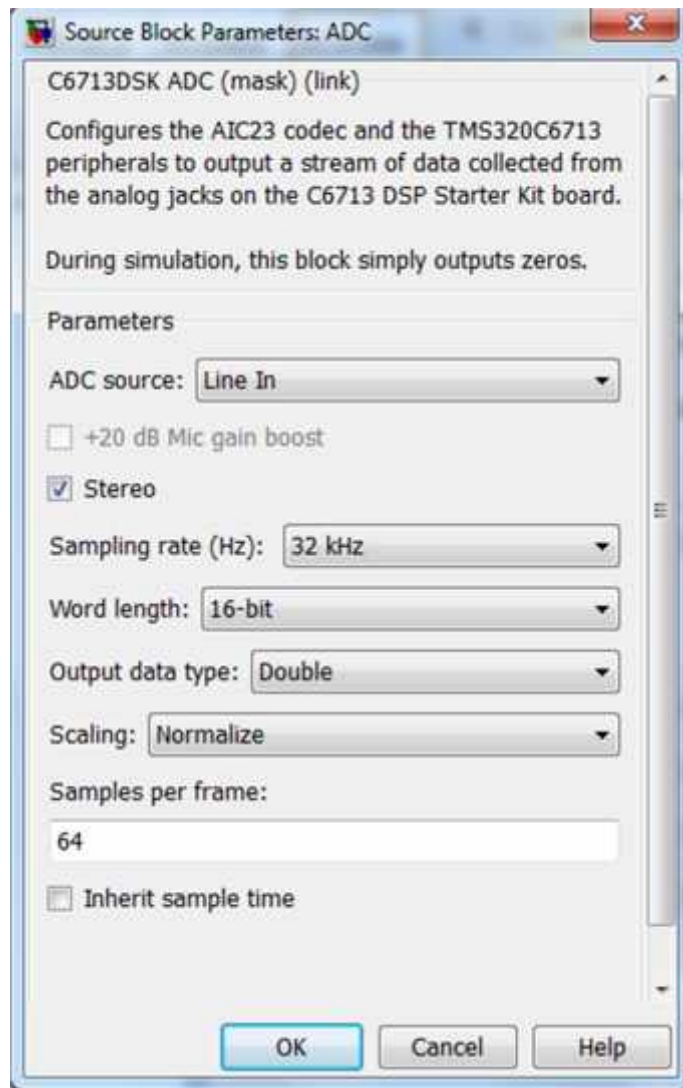 Source Block Parameters: ADC
C6713DSK ADC (mask) (link)
Configures the AIC23 codec and the TMS320C6713
peripherals to output a stream of data collected from
the analog jacks on the C6713 DSP Starter Kit board.
During simulation, this block simply outputs zeros.
Parameters
ADC source: Line In
+20 dB Mic gain boost
Stereo
Sampling rate (Hz): 32 kHz
Word length: 16-bit
Output data type: Double
Scaling: Normalize
Samples per frame:
64
Inherit sample time
OK Cancel Help